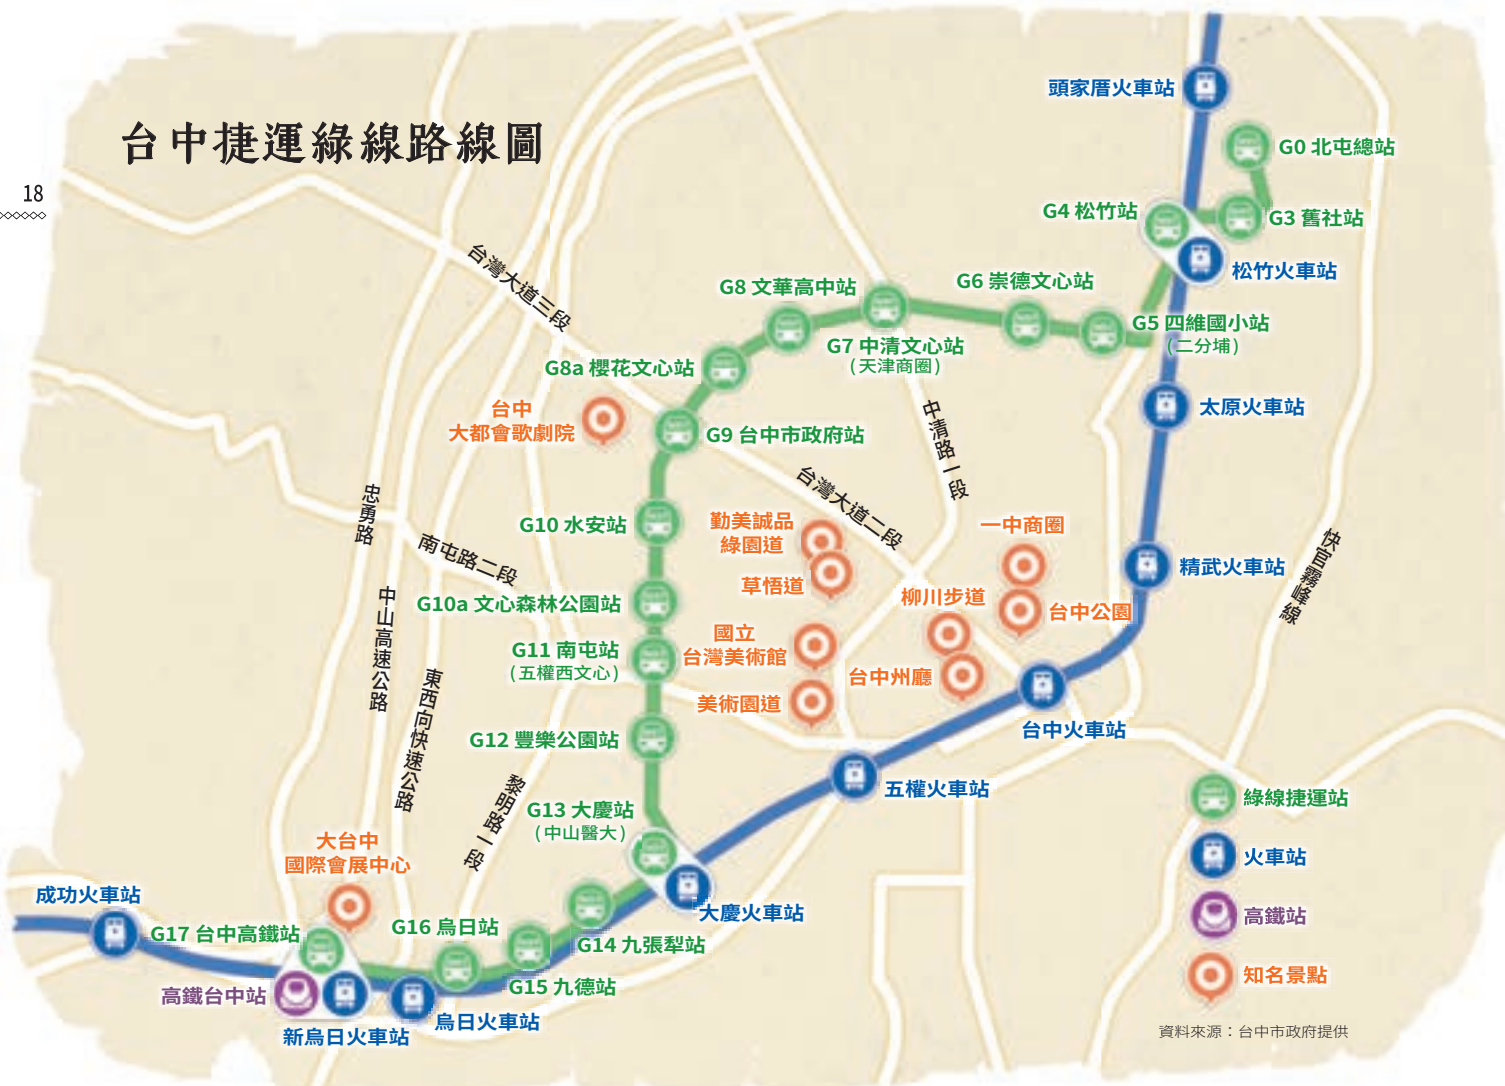 台中捷運綠線路線圖
18
頭家厝火車站
G0 北屯總站
G4 松竹站
G3 舊社站
松竹火車站
台灣大道三段
G8 文華高中站
G6 崇德文心站
G5 四維國小站
(二分埔)
G7 中清文心站
(天津商圈)
G8a 櫻花文心站
台中
大都會歌劇院
中清路一段
太原火車站
G9 台中市政府站
台灣大道二段
忠勇路
G10 水安站
勤美誠品
綠園道
一中商圈
南屯路二段
草悟道
精武火車站
快官霧峰線
G10a 文心森林公園站
柳川步道
台中公園
中山高速公路
G11 南屯站
(五權西文心)
國立
台灣美術館
台中州廳
東西向快速公路
美術園道
G12 豐樂公園站
台中火車站
五權火車站
黎明路一段
G13 大慶站
(中山醫大)
綠線捷運站
大台中
國際會展中心
火車站
成功火車站
大慶火車站
高鐵站
G17 台中高鐵站
G16 烏日站
G14 九張犁站
知名景點
高鐵台中站
G15 九德站
烏日火車站
新烏日火車站
資料來源：台中市政府提供